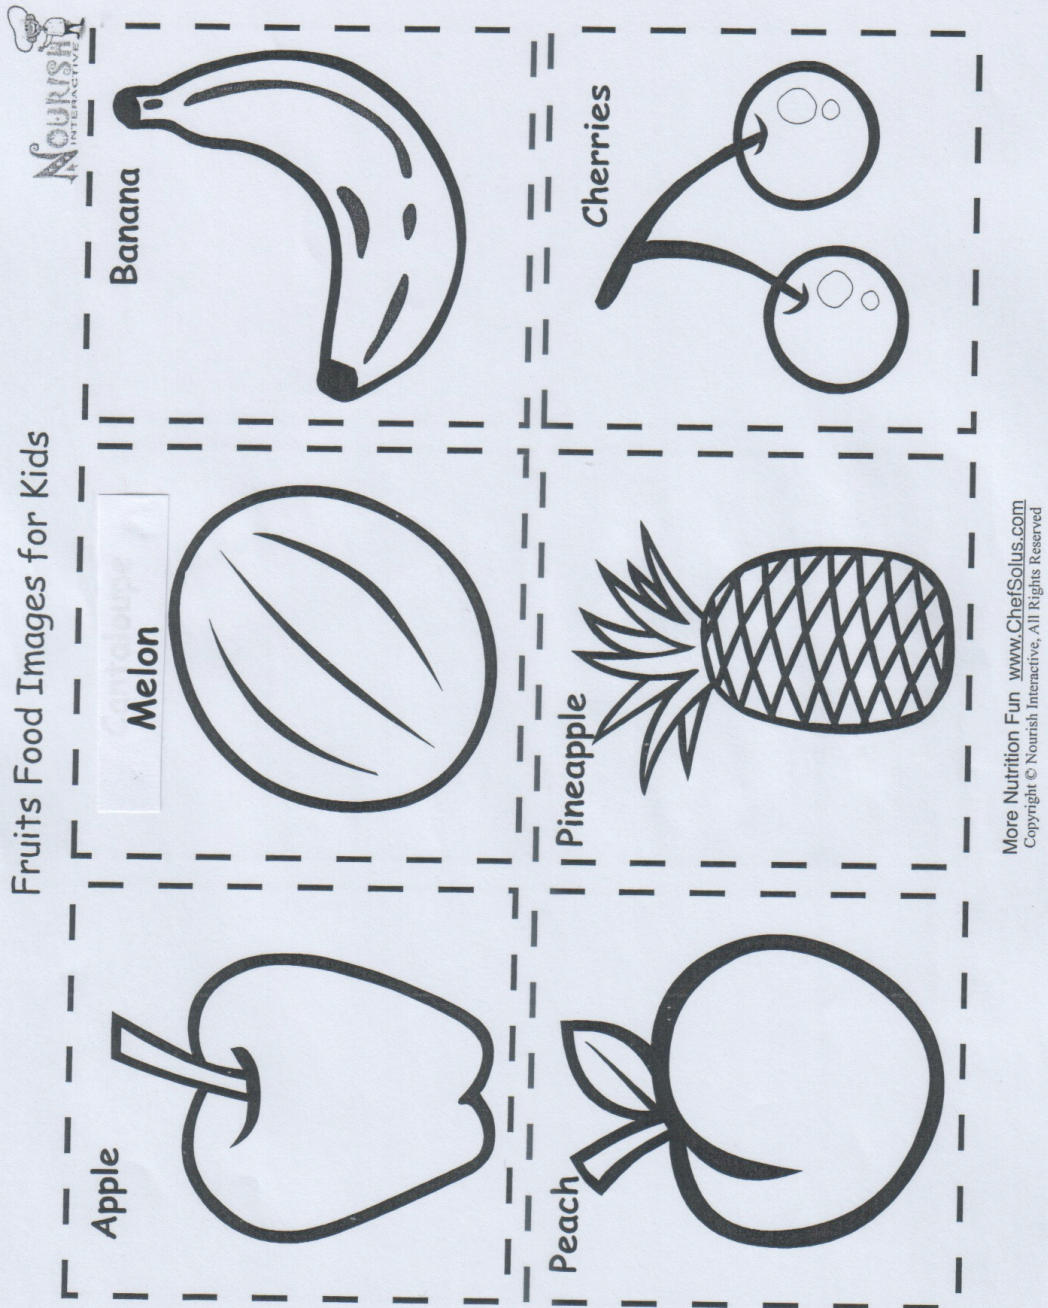 Fruits Food Images for Kids
NOURISH
INTERACTIVE
Apple
Melon
Cantaloupe
Banana
Peach
Pineapple
Cherries
More Nutrition Fun www.ChefSolus.com
Copyright © Nourish Interactive, All Rights Reserved